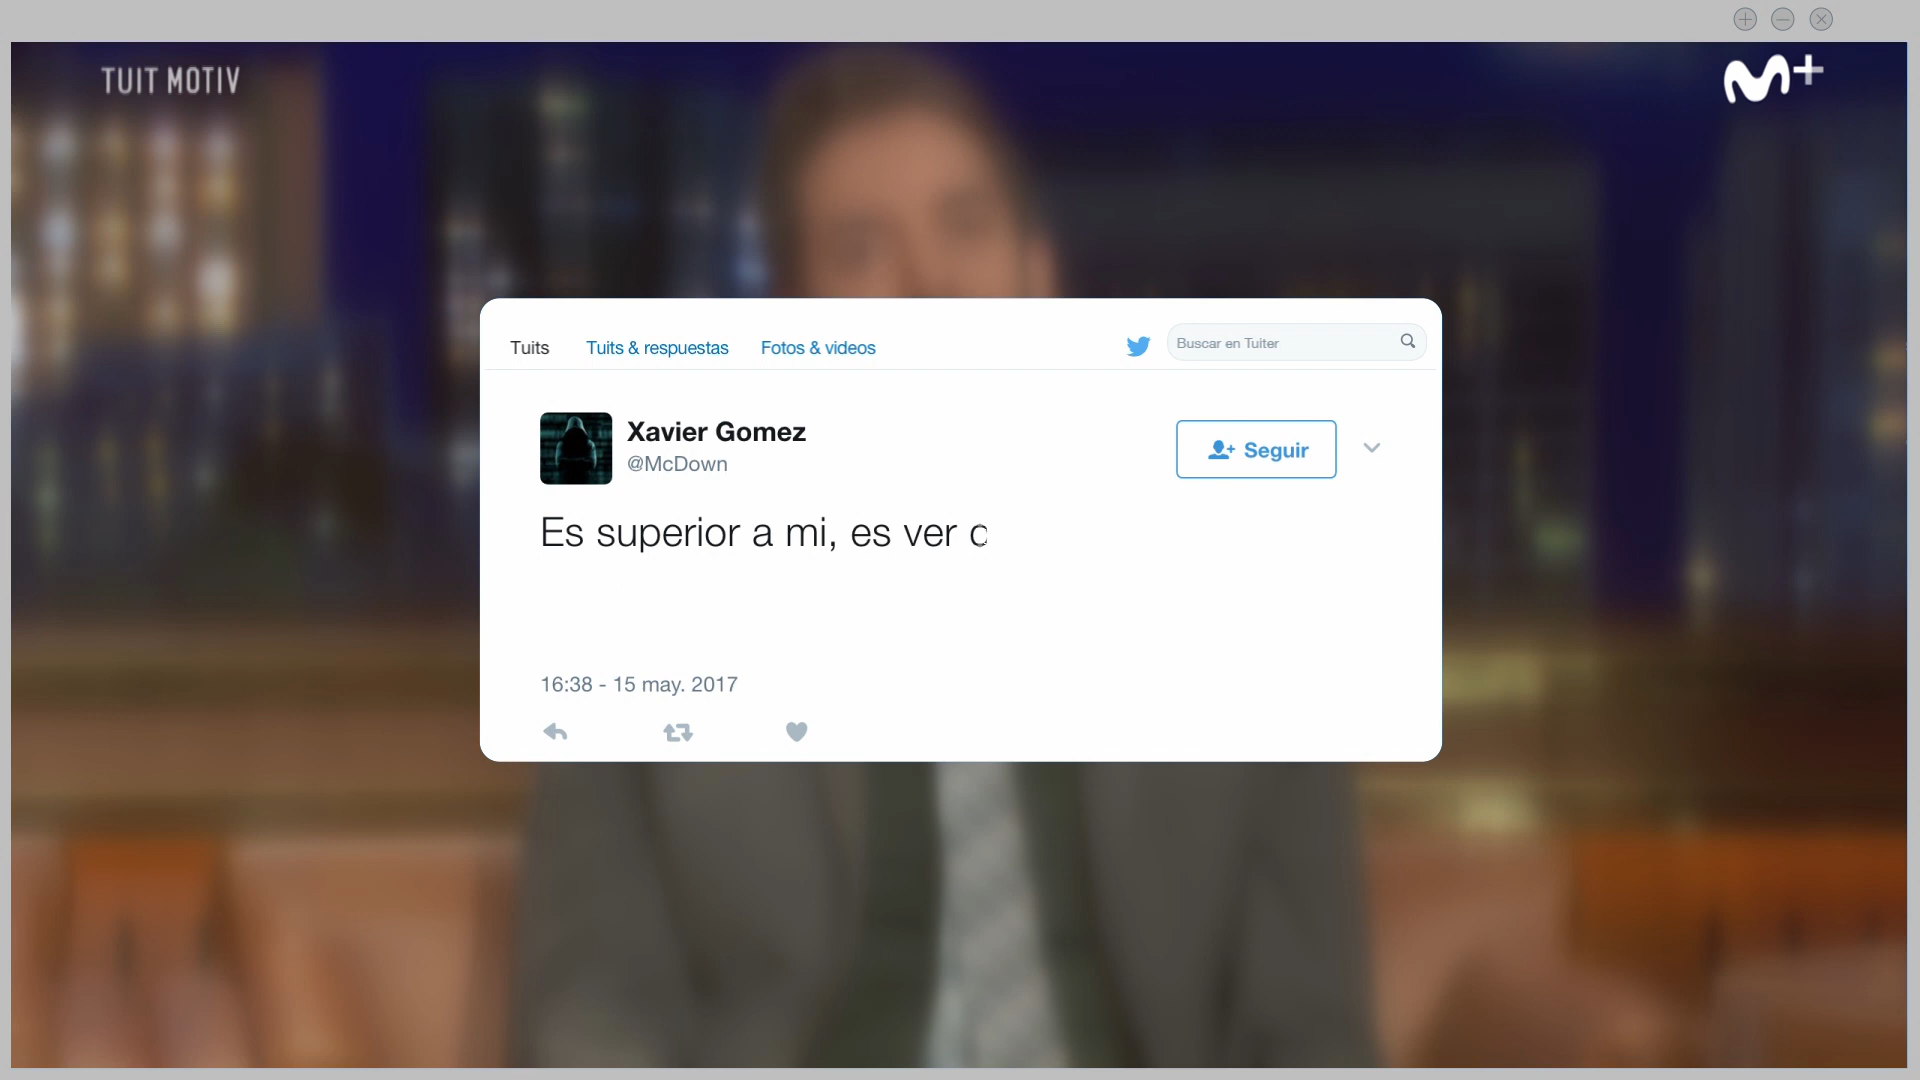 TUIT MOTIV
M+
Tuits Tuits & respuestas Fotos & videos Buscar en Tuiter
Xavier Gomez
@McDown
Seguir
Es superior a mi, es ver
16:38 - 15 may. 2017